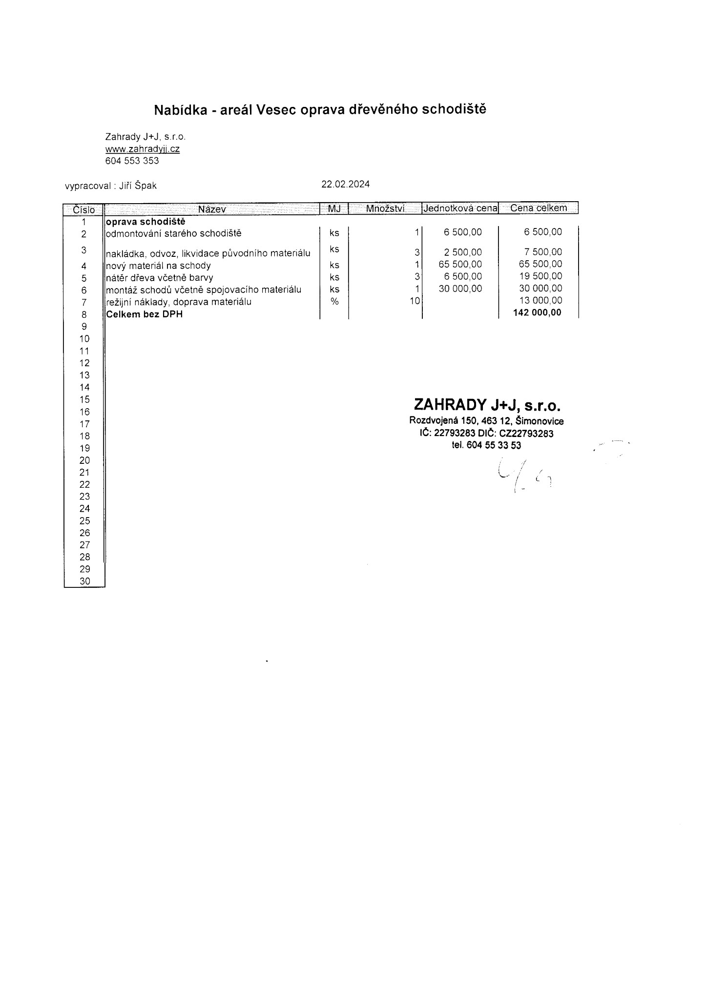 Nabídka - areál Vesec oprava dřevěného schodiště
Zahrady J+J, s.r.o.
www.zahradyjj.cz
604 553 353
vypracoval : Jiří Špak 22.02.2024
Číslo Název MJ Množství Jednotková cena Cena celkem
1 oprava schodiště
2 odmontování starého schodiště ks 1 6 500,00 6 500,00
3 nakládka, odvoz, likvidace původního materiálu ks 3 2 500,00 7 500,00
4 nový materiál na schody ks 1 65 500,00 65 500,00
5 nátěr dřeva včetně barvy ks 3 6 500,00 19 500,00
6 montáž schodů včetně spojovacího materiálu ks 1 30 000,00 30 000,00
7 režijní náklady, doprava materiálu % 10 13 000,00
8 Celkem bez DPH 142 000,00
9
10
11
12
13
14
15
16
17
18
19
20
21
22
23
24
25
26
27
28
29
30
ZAHRADY J+J, s.r.o.
Rozdvojená 150, 463 12, Šimonovice
IČ: 22793283 DIČ: CZ22793283
tel. 604 55 33 53